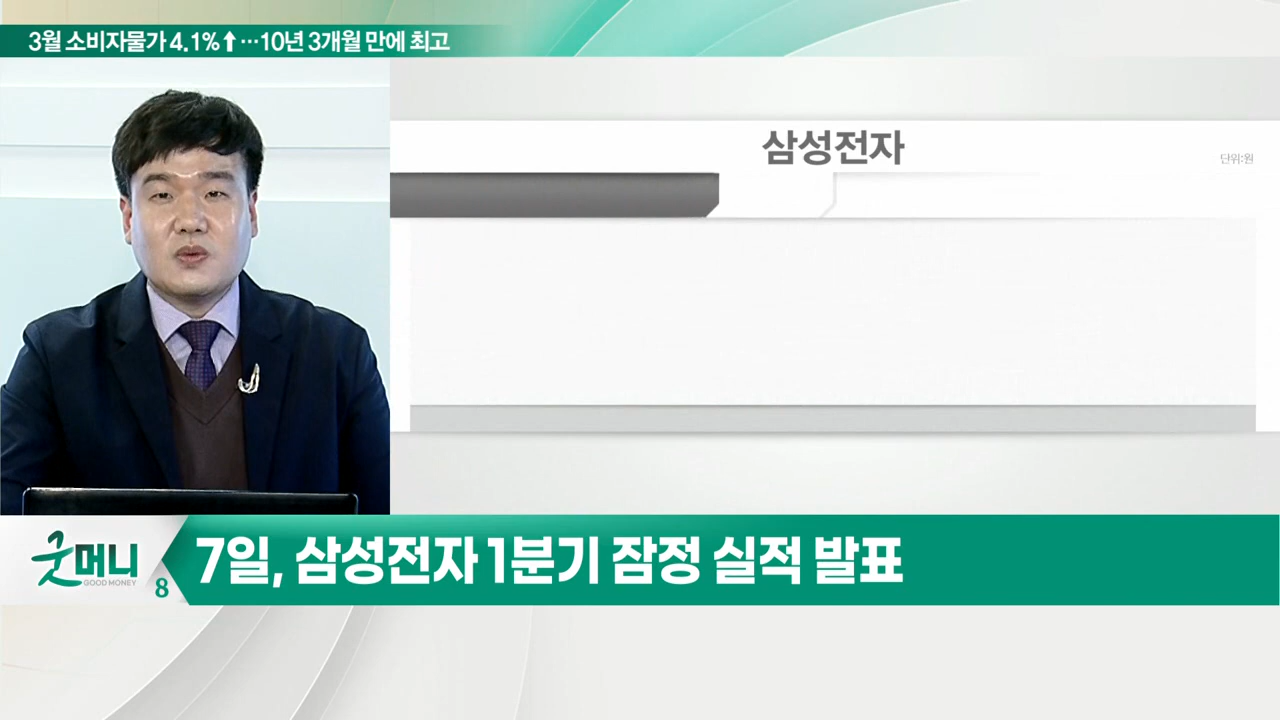 3월 소비자물가 4.1%↑…10년 3개월 만에 최고
삼성전자
단위:원
굿머니
GOOD MONEY
8
7일, 삼성전자 1분기 잠정 실적 발표